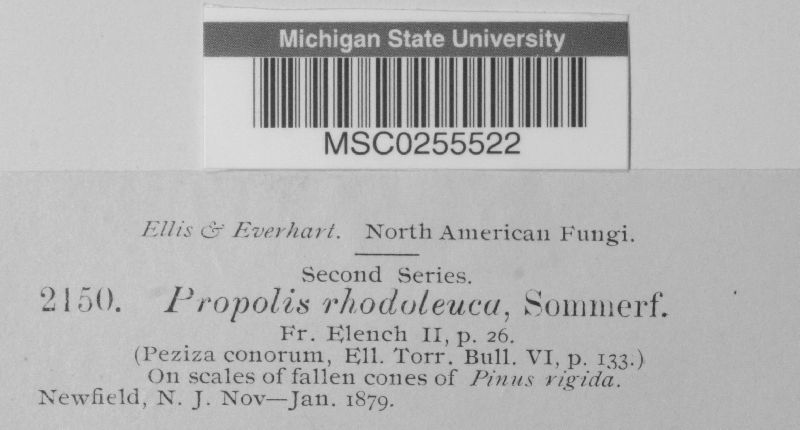 Michigan State University
MSC0255522
Ellis & Everhart. North American Fungi.
Second Series.
2150. Propolis rhodoleuca, Sommerf.
Fr. Elench II, p. 26.
(Peziza conorum, Ell. Torr. Bull. VI, p. 133.)
On scales of fallen cones of Pinus rigida.
Newfield, N. J. Nov—Jan. 1879.